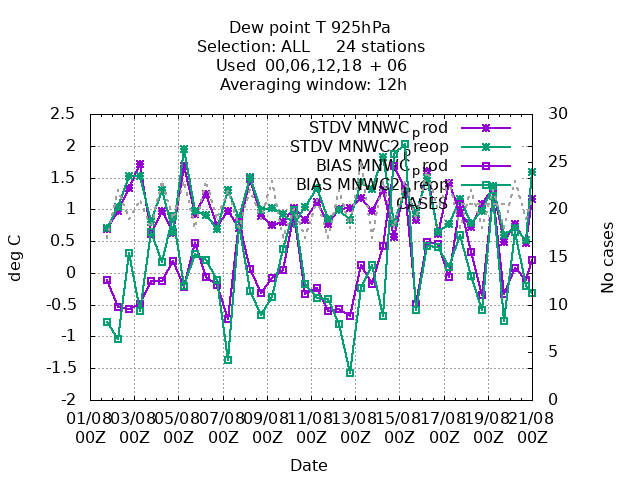 Dew point T 925hPa
Selection: ALL 24 stations
Used 00,06,12,18 + 06
Averaging window: 12h
2.5
2
1.5
1
0.5
0
-0.5
-1
-1.5
-2
deg C
STDV MNWC_prod
STDV MNWC2_preop
BIAS MNWC_prod
BIAS MNWC2_preop
CASES
30
25
20
15
10
5
0
No cases
01/08 03/08 05/08 07/08 09/08 11/08 13/08 15/08 17/08 19/08 21/08
00Z 00Z 00Z 00Z 00Z 00Z 00Z 00Z 00Z 00Z 00Z
Date